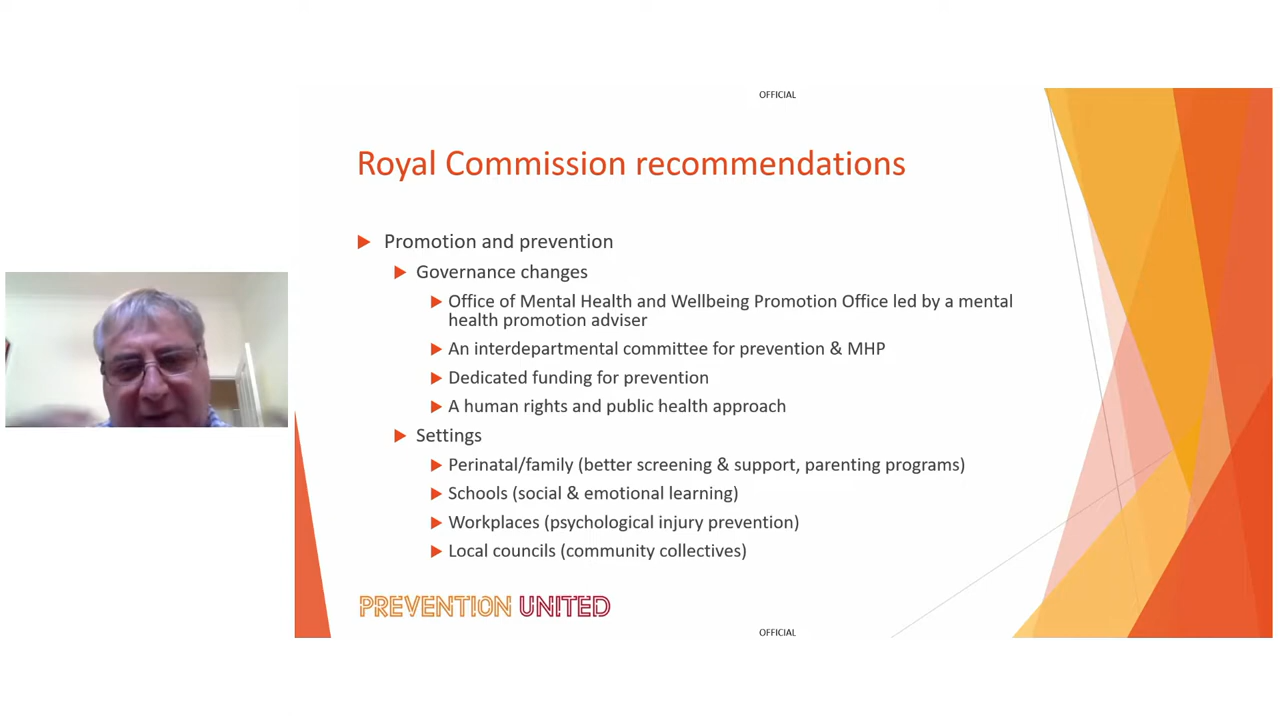 OFFICIAL
Royal Commission recommendations
Promotion and prevention
Governance changes
Office of Mental Health and Wellbeing Promotion Office led by a mental
health promotion adviser
An interdepartmental committee for prevention & MHP
Dedicated funding for prevention
A human rights and public health approach
Settings
Perinatal/family (better screening & support, parenting programs)
Schools (social & emotional learning)
Workplaces (psychological injury prevention)
Local councils (community collectives)
PREVENTION UNITED
OFFICIAL